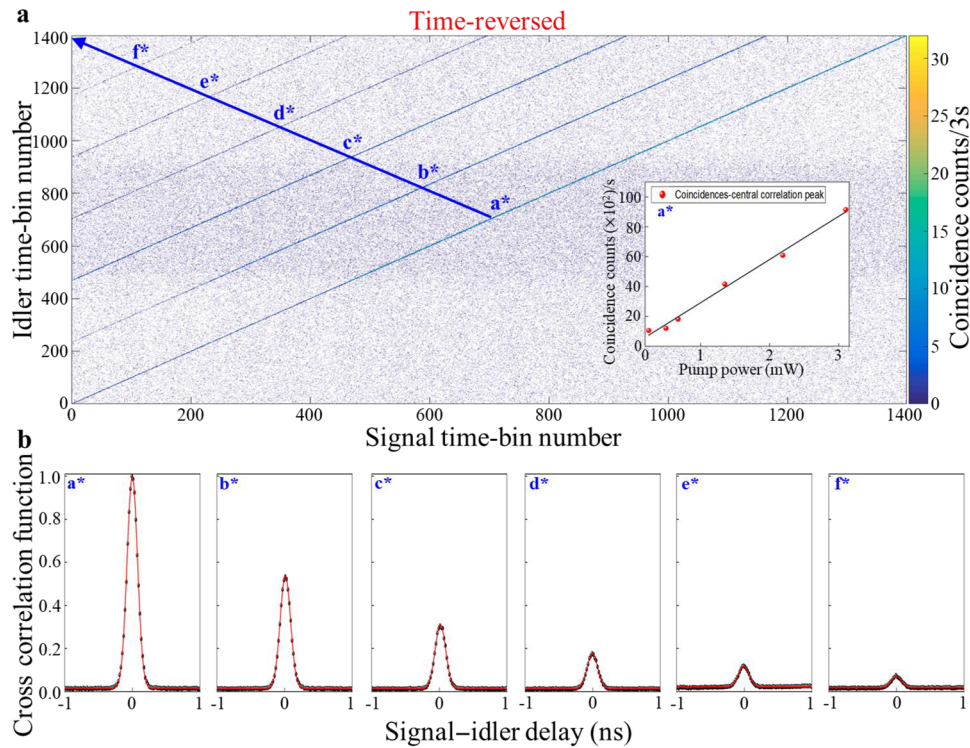 a
Time-reversed
Idler time-bin number
1400
1200
1000
800
600
400
200
0
f*
e*
d*
c*
b*
a*
0
200
400
600
800
1000
1200
1400
Signal time-bin number
Coincidence counts (×10²)/s
100
80
60
40
20
0
Coincidences-central correlation peak
a*
0
1
2
3
Pump power (mW)
30
25
20
15
10
5
0
Coincidence counts/3s
b
Cross correlation function
1.0
0.8
0.6
0.4
0.2
0.0
a*
b*
c*
d*
e*
f*
-1 0 1 -1 0 1 -1 0 1 -1 0 1 -1 0 1 -1 0 1
Signal–idler delay (ns)